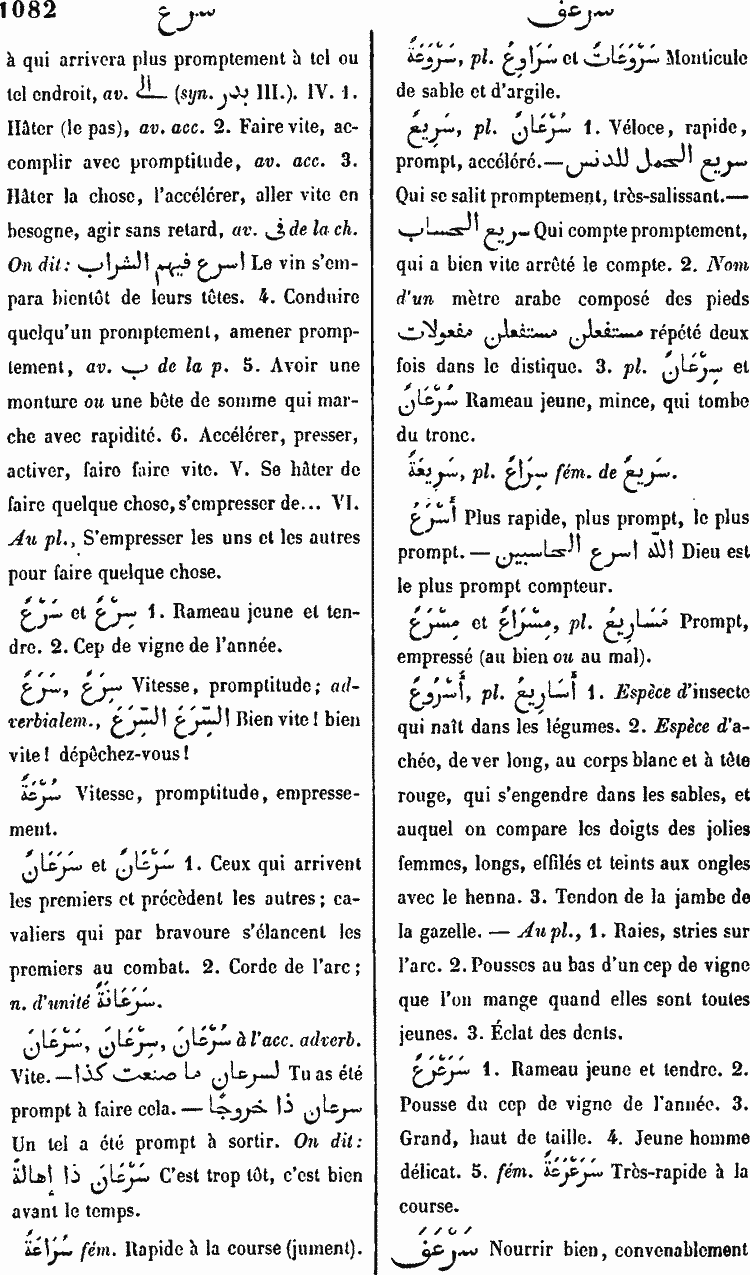 1082 سرع سرعف
à qui arrivera plus promptement à tel ou
tel endroit, av. الى (syn. بدر III.). IV. 1.
Hâter (le pas), av. acc. 2. Faire vite, ac-
complir avec promptitude, av. acc. 3.
Hâter la chose, l'accélérer, aller vite en
besogne, agir sans retard, av. فى de la ch.
On dit: اسرع فيهم الشراب Le vin s'em-
para bientôt de leurs têtes. 4. Conduire
quelqu'un promptement, amener promp-
tement, av. ب de la p. 5. Avoir une
monture ou une bête de somme qui mar-
che avec rapidité. 6. Accélérer, presser,
activer, faire faire vite. V. Se hâter de
faire quelque chose, s'empresser de... VI.
Au pl., S'empresser les uns et les autres
pour faire quelque chose.
سَرْعٌ et سِرْعٌ 1. Rameau jeune et ten-
dre. 2. Cep de vigne de l'année.
سَرَعٌ, سِرَعٌ Vitesse, promptitude; ad-
verbialem., السَّرَعَ السَّرَعَ Bien vite! bien
vite! dépêchez-vous!
سُرْعَةٌ Vitesse, promptitude, empresse-
ment.
سَرَعَانٌ et سَرْعَانٌ 1. Ceux qui arrivent
les premiers et précèdent les autres; ca-
valiers qui par bravoure s'élancent les
premiers au combat. 2. Corde de l'arc;
n. d'unité سَرَعَانَةٌ.
سَرْعَانَ, سِرْعَانَ, سُرْعَانَ à l'acc. adverb.
Vite. — لسرعان ما صنعت كذا Tu as été
prompt à faire cela. — سرعان ذا خروجًا
Un tel a été prompt à sortir. On dit:
سَرْعَانَ ذا إهالةً C'est trop tôt, c'est bien
avant le temps.
سُرَاعَةٌ fém. Rapide à la course (jument).
سَرْوَعَةٌ, pl. سَرَاوِعُ et سَرْوَعَاتٌ Monticule
de sable et d'argile.
سَرِيعٌ, pl. سُرْعَانٌ 1. Véloce, rapide,
prompt, accéléré. — سريع الحمل للدنس
Qui se salit promptement, très-salissant. —
سريع الحساب Qui compte promptement,
qui a bien vite arrêté le compte. 2. Nom
d'un mètre arabe composé des pieds
مستفعلن مستفعلن مفعولات répété deux
fois dans le distique. 3. pl. سِرْعَانٌ et
سُرْعَانٌ Rameau jeune, mince, qui tombe
du tronc.
سَرِيعَةٌ, pl. سِرَاعٌ fém. de سَرِيعٌ.
أَسْرَعُ Plus rapide, plus prompt, le plus
prompt. — اللّٰه اسرع الحاسبين Dieu est
le plus prompt compteur.
مِسْرَعٌ et مِسْرَاعٌ, pl. مَسَارِيعُ Prompt,
empressé (au bien ou au mal).
أُسْرُوعٌ, pl. أَسَارِيعُ 1. Espèce d'insecte
qui naît dans les légumes. 2. Espèce d'a-
chée, de ver long, au corps blanc et à tête
rouge, qui s'engendre dans les sables, et
auquel on compare les doigts des jolies
femmes, longs, effilés et teints aux ongles
avec le henna. 3. Tendon de la jambe de
la gazelle. — Au pl., 1. Raies, stries sur
l'arc. 2. Pousses au bas d'un cep de vigne
que l'on mange quand elles sont toutes
jeunes. 3. Éclat des dents.
سَرَعْرَعٌ 1. Rameau jeune et tendre. 2.
Pousse du cep de vigne de l'année. 3.
Grand, haut de taille. 4. Jeune homme
délicat. 5. fém. سَرَعْرَعَةٌ Très-rapide à la
course.
سَرْعَفَ Nourrir bien, convenablement